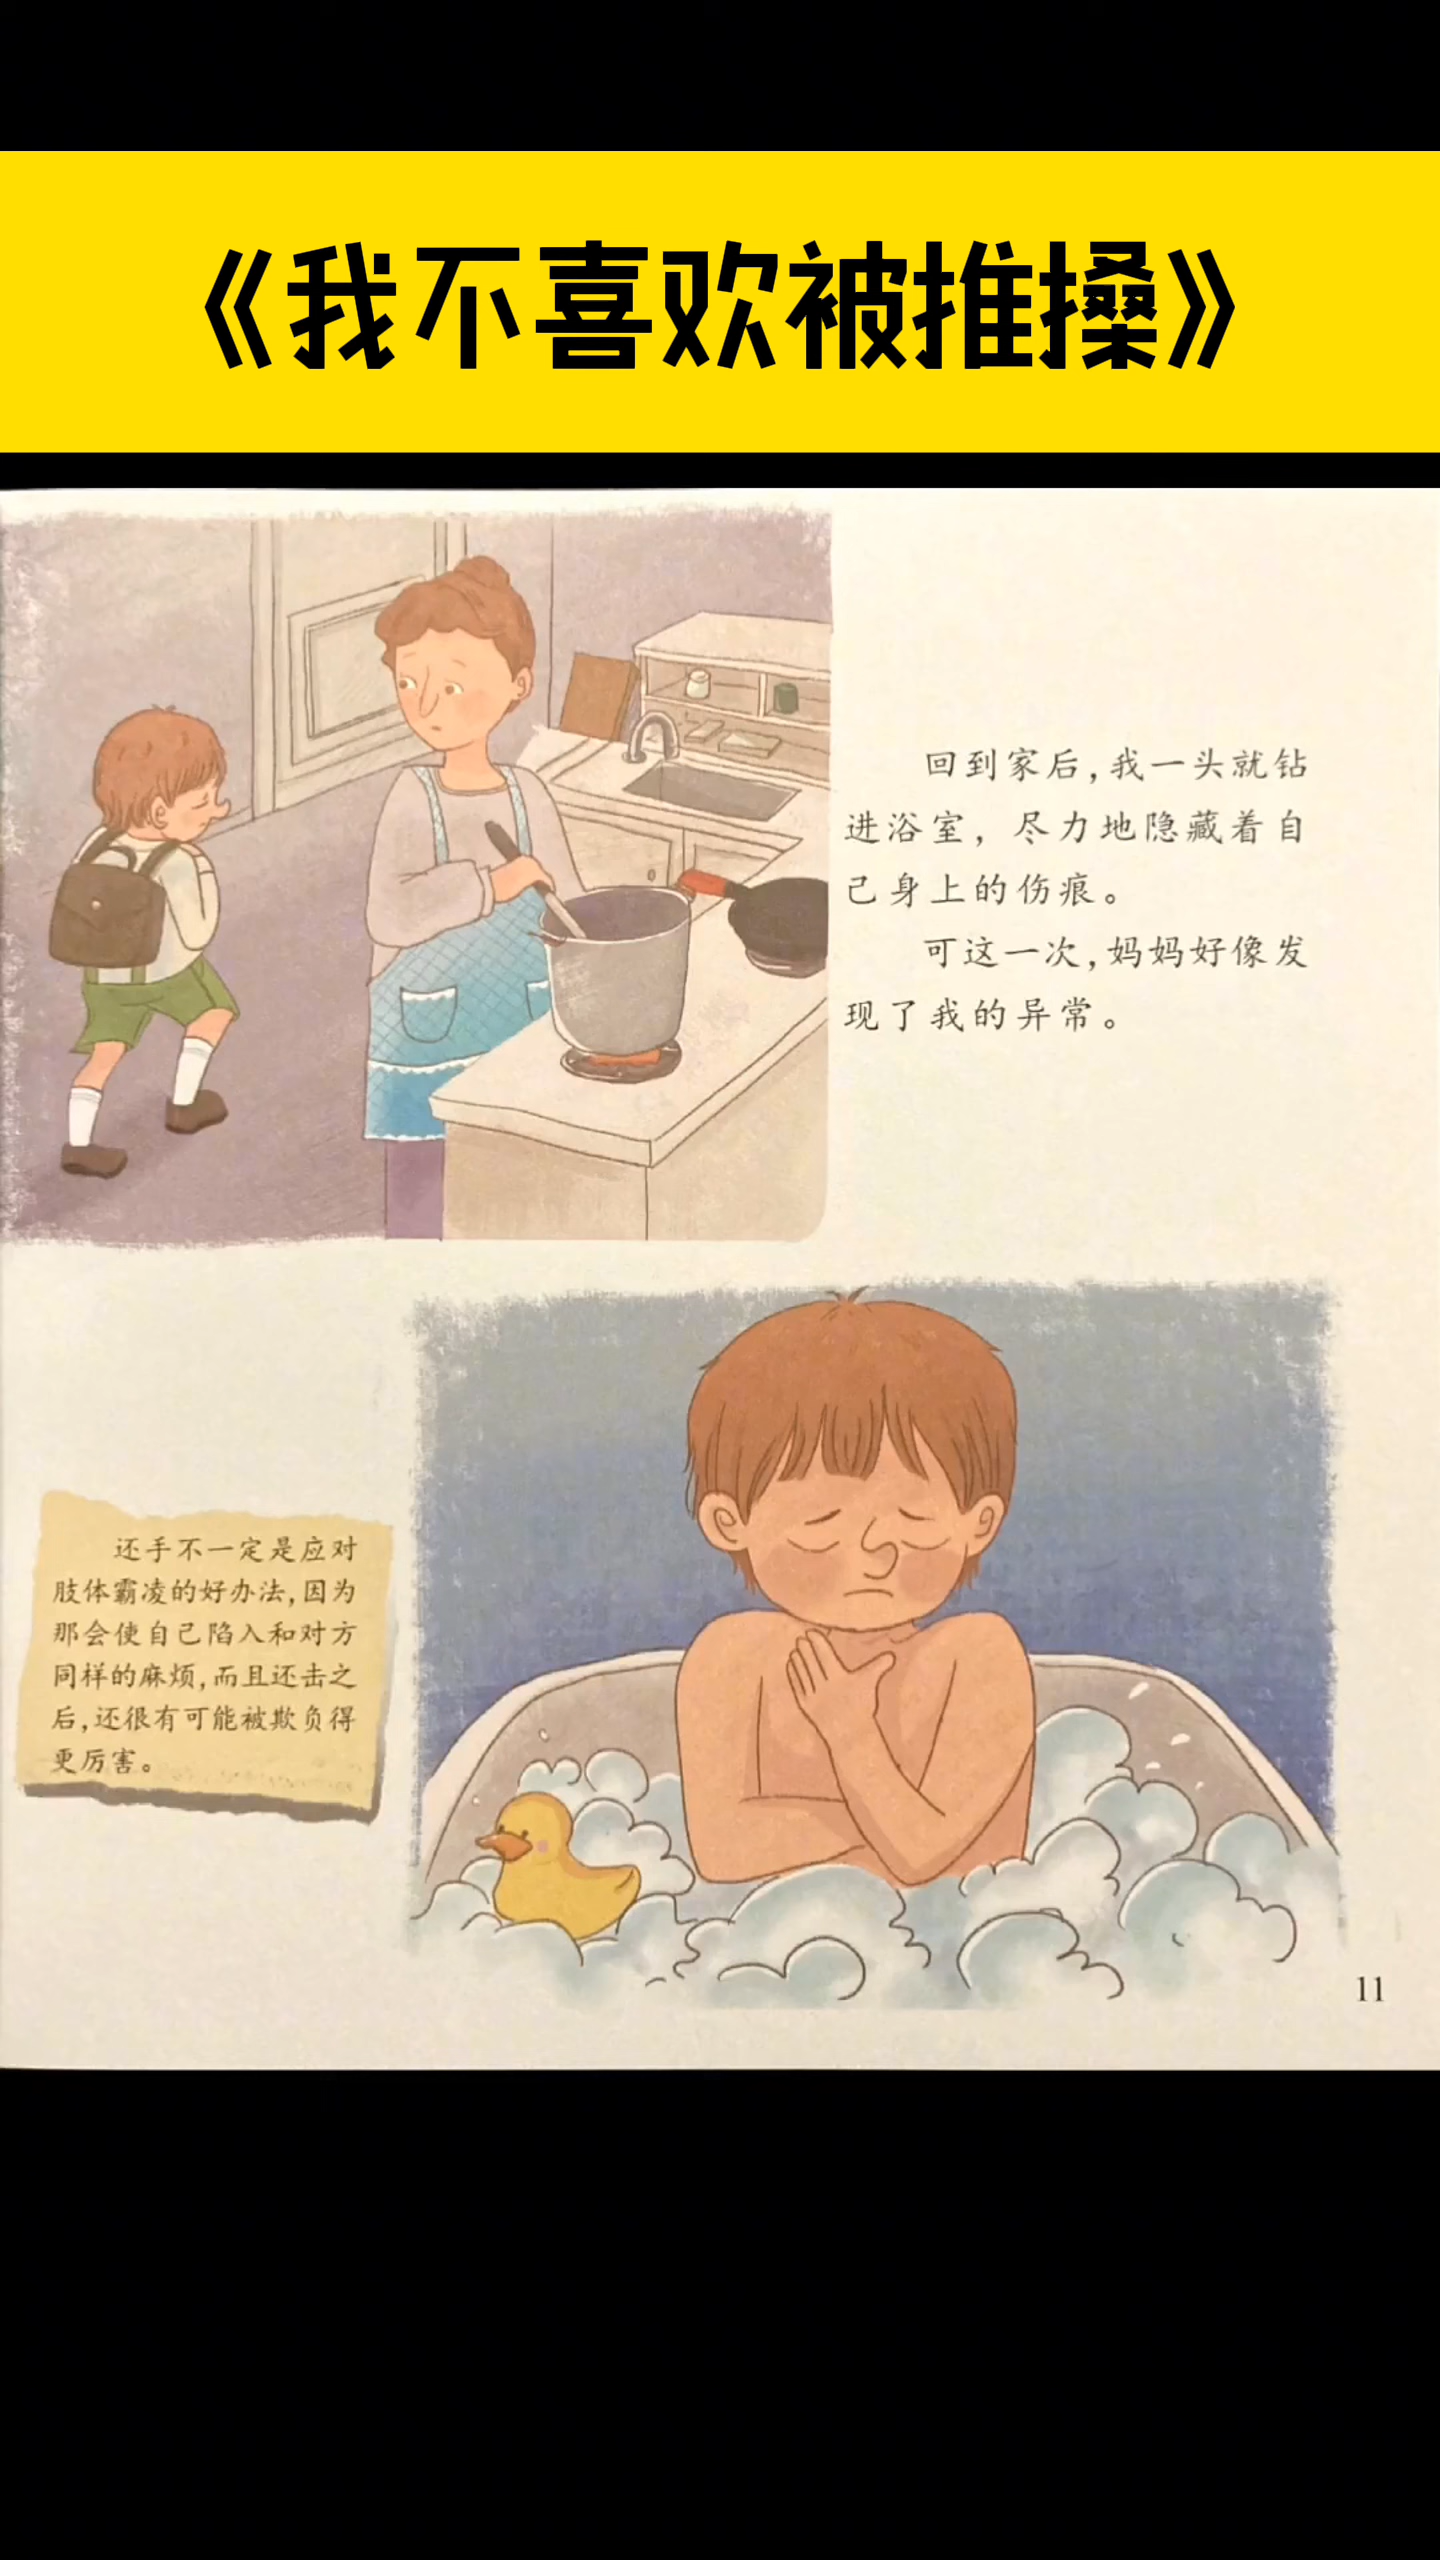 《我不喜欢被推搡》
回到家后,我一头就钻
进浴室，尽力地隐藏着自
己身上的伤痕。
可这一次,妈妈好像发
现了我的异常。
还手不一定是应对
肢体霸凌的好办法,因为
那会使自己陷入和对方
同样的麻烦,而且还击之
后,还很有可能被欺负得
更厉害。
11